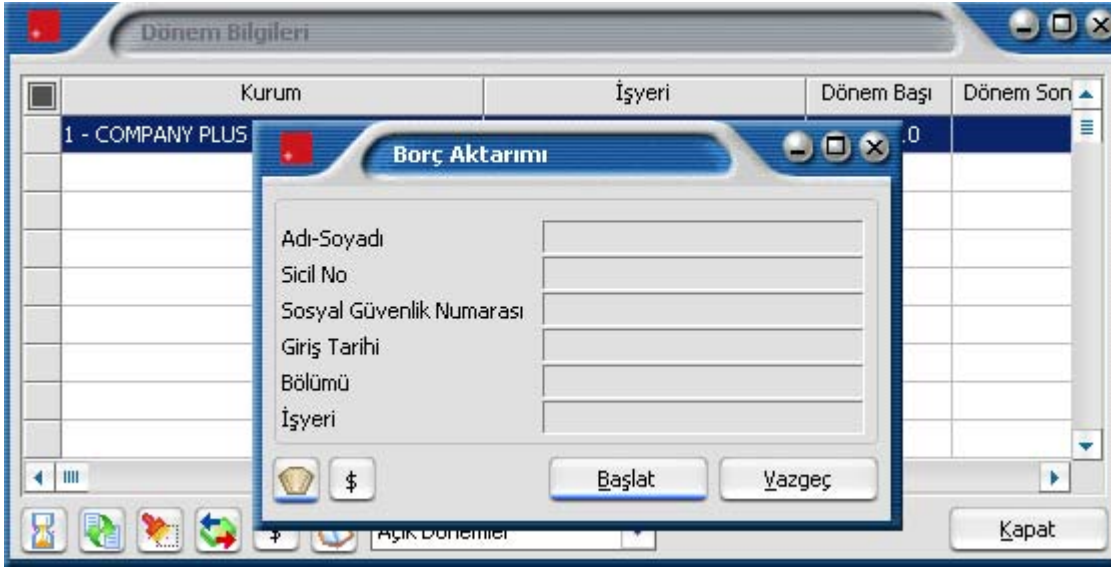 Dönem Bilgileri
Kurum İşyeri Dönem Başı Dönem Son
1 - COMPANY PLUS .0
Borç Aktarımı
Adı-Soyadı
Sicil No
Sosyal Güvenlik Numarası
Giriş Tarihi
Bölümü
İşyeri
$ Başlat Vazgeç
$ Açık Dönemler Kapat